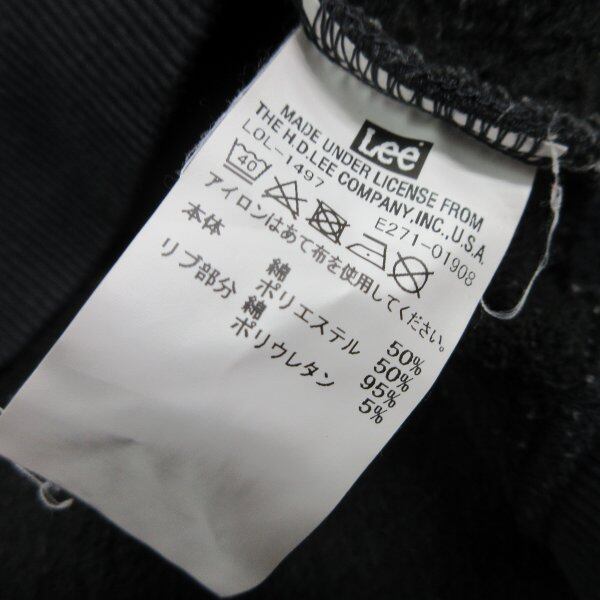 Lee
MADE UNDER LICENSE FROM
THE H.D.LEE COMPANY,INC.,U.S.A.
LOL-1497 E271-01908
40
アイロンはあて布を使用してください。
本体 綿 50%
ポリエステル 50%
リブ部分 綿 95%
ポリウレタン 5%